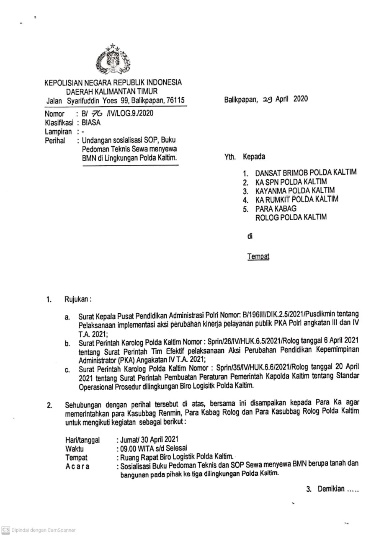 KEPOLISIAN NEGARA REPUBLIK INDONESIA
DAERAH KALIMANTAN TIMUR
Jalan Syarifuddin Yoes 99, Balikpapan, 76115
Balikpapan, 29 April 2020
Nomor : B/ 76 /IV/LOG.9./2020
Klasifikasi : BIASA
Lampiran : -
Perihal : Undangan sosialisasi SOP, Buku
Pedoman Teknis Sewa menyewa
BMN di Lingkungan Polda Kaltim.
Yth. Kepada
1. DANSAT BRIMOB POLDA KALTIM
2. KA SPN POLDA KALTIM
3. KAYANMA POLDA KALTIM
4. KA RUMKIT POLDA KALTIM
5. PARA KABAG
ROLOG POLDA KALTIM
di
Tempat
1. Rujukan :
a. Surat Kepala Pusat Pendidikan Administrasi Polri Nomor: B/196/III/DIK.2.5/2021/Pusdikmin tentang
Pelaksanaan implementasi aksi perubahan kinerja pelayanan publik PKA Polri angkatan III dan IV
T.A. 2021;
b. Surat Perintah Karolog Polda Kaltim Nomor : Sprin/26/IV/HUK.6.5/2021/Rolog tanggal 6 April 2021
tentang Surat Perintah Tim Efektif pelaksanaan Aksi Perubahan Pendidikan Kepemimpinan
Administrator (PKA) Angkatan IV T.A. 2021;
c. Surat Perintah Karolog Polda Kaltim Nomor : Sprin/35/IV/HUK.6.6/2021/Rolog tanggal 20 April
2021 tentang Surat Perintah Pembuatan Peraturan Pemerintah Kapolda Kaltim tentang Standar
Operasional Prosedur dilingkungan Biro Logistik Polda Kaltim.
2. Sehubungan dengan perihal tersebut di atas, bersama ini disampaikan kepada Para Ka agar
memerintahkan para Kasubbag Renmin, Para Kabag Rolog dan Para Kasubbag Rolog Polda Kaltim
untuk mengikuti kegiatan sebagai berikut :
Hari/tanggal : Jumat/ 30 April 2021
Waktu : 09.00 WITA s/d Selesai
Tempat : Ruang Rapat Biro Logistik Polda Kaltim.
A c a r a : Sosialisasi Buku Pedoman Teknis dan SOP Sewa menyewa BMN berupa tanah dan
bangunan pada pihak ke tiga dilingkungan Polda Kaltim.
3. Demikian .....
Dipindai dengan CamScanner